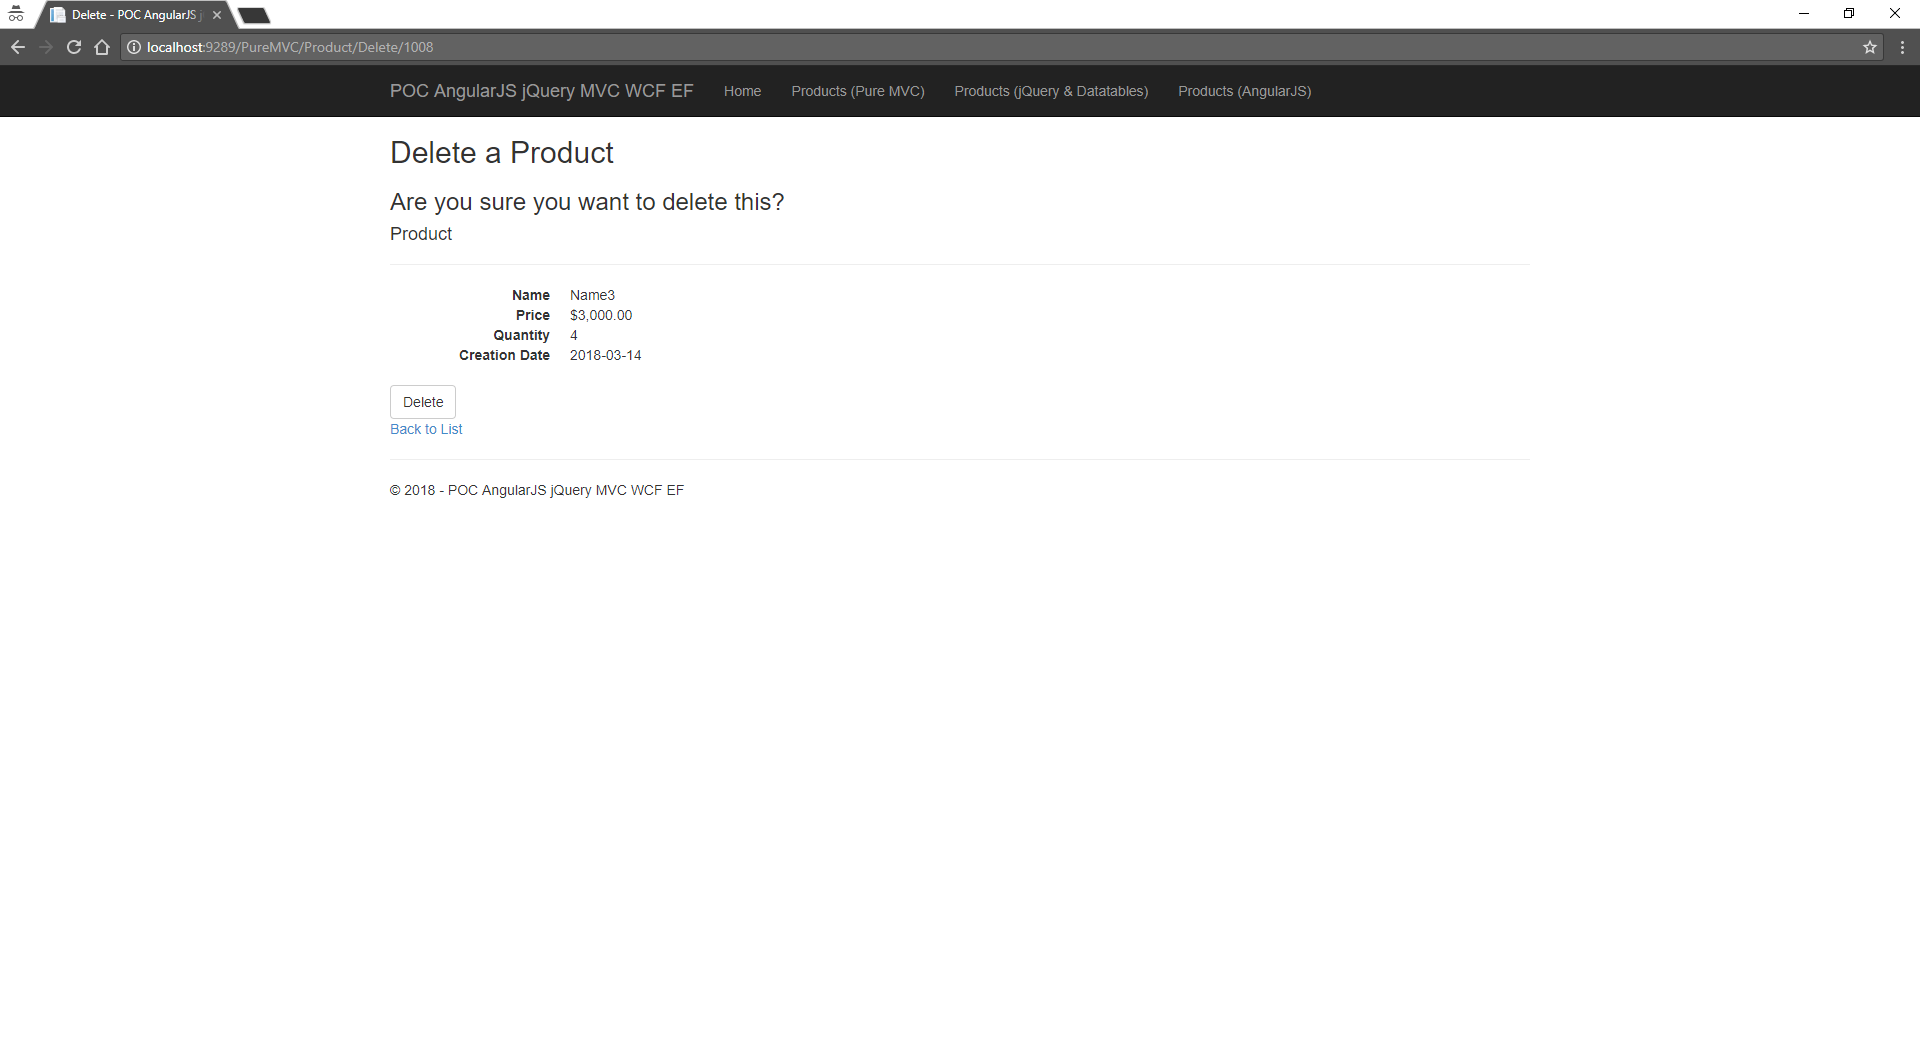 Delete - POC AngularJS j
localhost:9289/PureMVC/Product/Delete/1008
POC AngularJS jQuery MVC WCF EF Home Products (Pure MVC) Products (jQuery & Datatables) Products (AngularJS)
Delete a Product
Are you sure you want to delete this?
Product
Name Name3
Price $3,000.00
Quantity 4
Creation Date 2018-03-14
Delete
Back to List
© 2018 - POC AngularJS jQuery MVC WCF EF